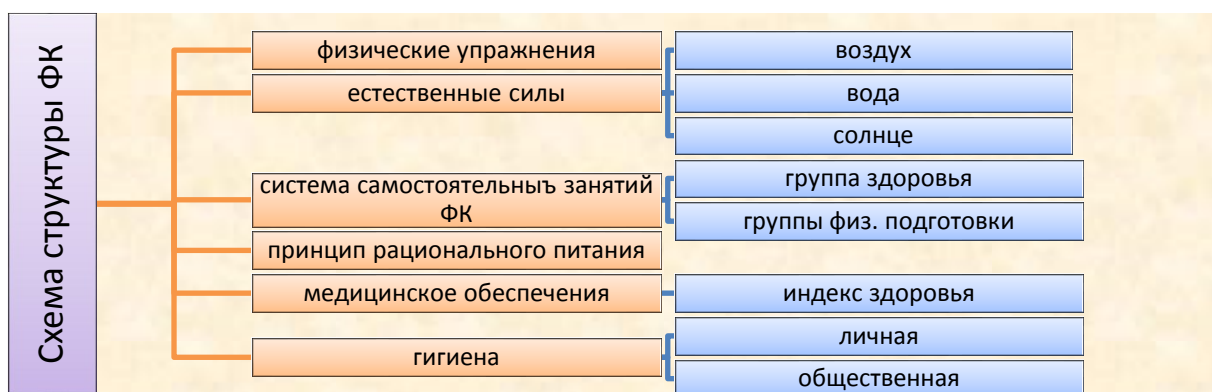 Схема структуры ФК
физические упражнения
естественные силы
воздух
вода
солнце
система самостоятельныъ занятий
ФК
группа здоровья
группы физ. подготовки
принцип рационального питания
медицинское обеспечения
индекс здоровья
гигиена
личная
общественная